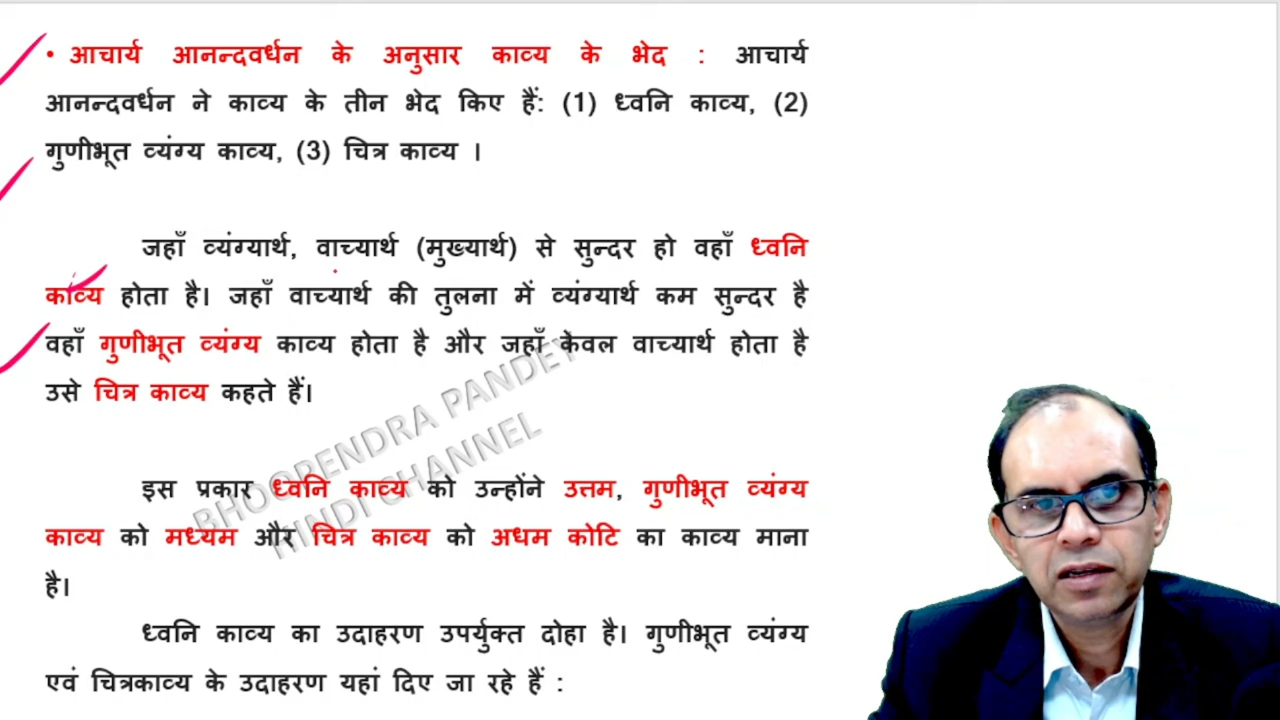 • आचार्य आनन्दवर्धन के अनुसार काव्य के भेद : आचार्य
आनन्दवर्धन ने काव्य के तीन भेद किए हैं: (1) ध्वनि काव्य, (2)
गुणीभूत व्यंग्य काव्य, (3) चित्र काव्य ।
जहाँ व्यंग्यार्थ, वाच्यार्थ (मुख्यार्थ) से सुन्दर हो वहाँ ध्वनि
काव्य होता है। जहाँ वाच्यार्थ की तुलना में व्यंग्यार्थ कम सुन्दर है
वहाँ गुणीभूत व्यंग्य काव्य होता है और जहाँ केवल वाच्यार्थ होता है
उसे चित्र काव्य कहते हैं।
इस प्रकार ध्वनि काव्य को उन्होंने उत्तम, गुणीभूत व्यंग्य
काव्य को मध्यम और चित्र काव्य को अधम कोटि का काव्य माना
है।
ध्वनि काव्य का उदाहरण उपर्युक्त दोहा है। गुणीभूत व्यंग्य
एवं चित्रकाव्य के उदाहरण यहां दिए जा रहे हैं :
BHOOPENDRA PANDEY
HINDI CHANNEL